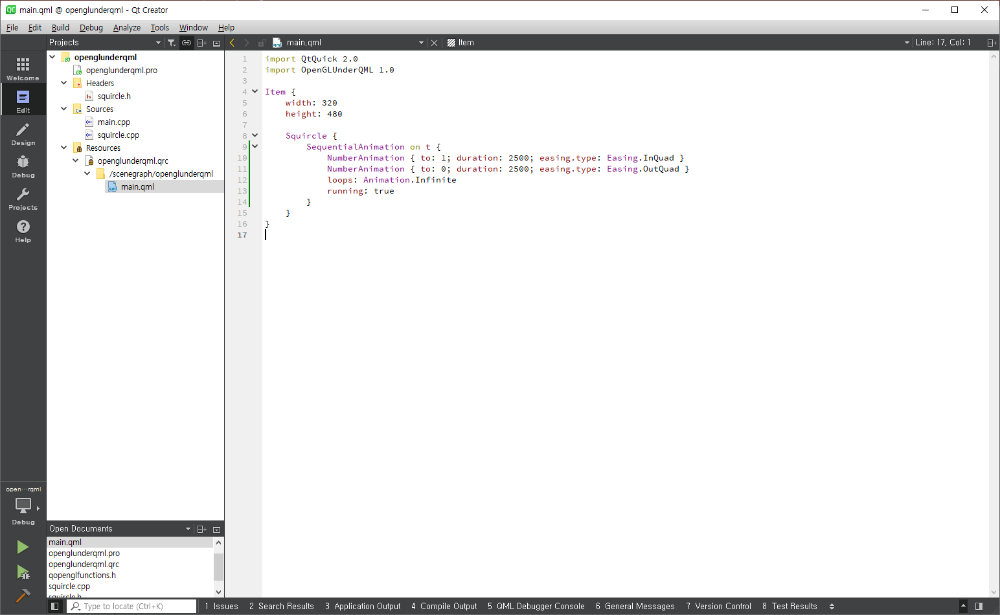 main.qml @ openglunderqml - Qt Creator
File Edit Build Debug Analyze Tools Window Help
Projects
main.qml
Item
Line: 17, Col: 1
Welcome
Edit
Design
Debug
Projects
Help
openglunderqml
openglunderqml.pro
Headers
squircle.h
Sources
main.cpp
squircle.cpp
Resources
openglunderqml.qrc
/scenegraph/openglunderqml
main.qml
1 import QtQuick 2.0
2 import OpenGLUnderQML 1.0
3
4 Item {
5 width: 320
6 height: 480
7
8 Squircle {
9 SequentialAnimation on t {
10 NumberAnimation { to: 1; duration: 2500; easing.type: Easing.InQuad }
11 NumberAnimation { to: 0; duration: 2500; easing.type: Easing.OutQuad }
12 loops: Animation.Infinite
13 running: true
14 }
15 }
16 }
17
open···rqml
Debug
Open Documents
main.qml
openglunderqml.pro
openglunderqml.qrc
qopenglfunctions.h
squircle.cpp
squircle.h
Type to locate (Ctrl+K)
1 Issues 2 Search Results 3 Application Output 4 Compile Output 5 QML Debugger Console 6 General Messages 7 Version Control 8 Test Results